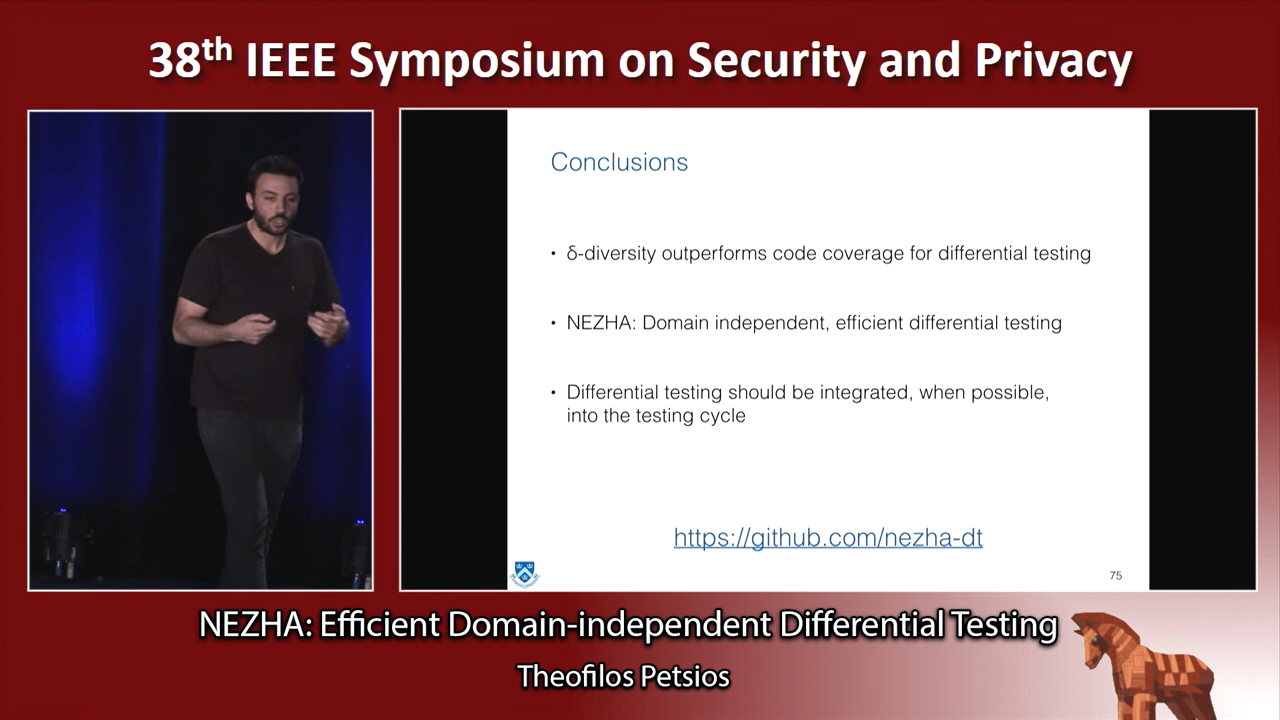 38th IEEE Symposium on Security and Privacy
Conclusions
• δ-diversity outperforms code coverage for differential testing
• NEZHA: Domain independent, efficient differential testing
• Differential testing should be integrated, when possible,
into the testing cycle
https://github.com/nezha-dt
75
NEZHA: Efficient Domain-independent Differential Testing
Theofilos Petsios